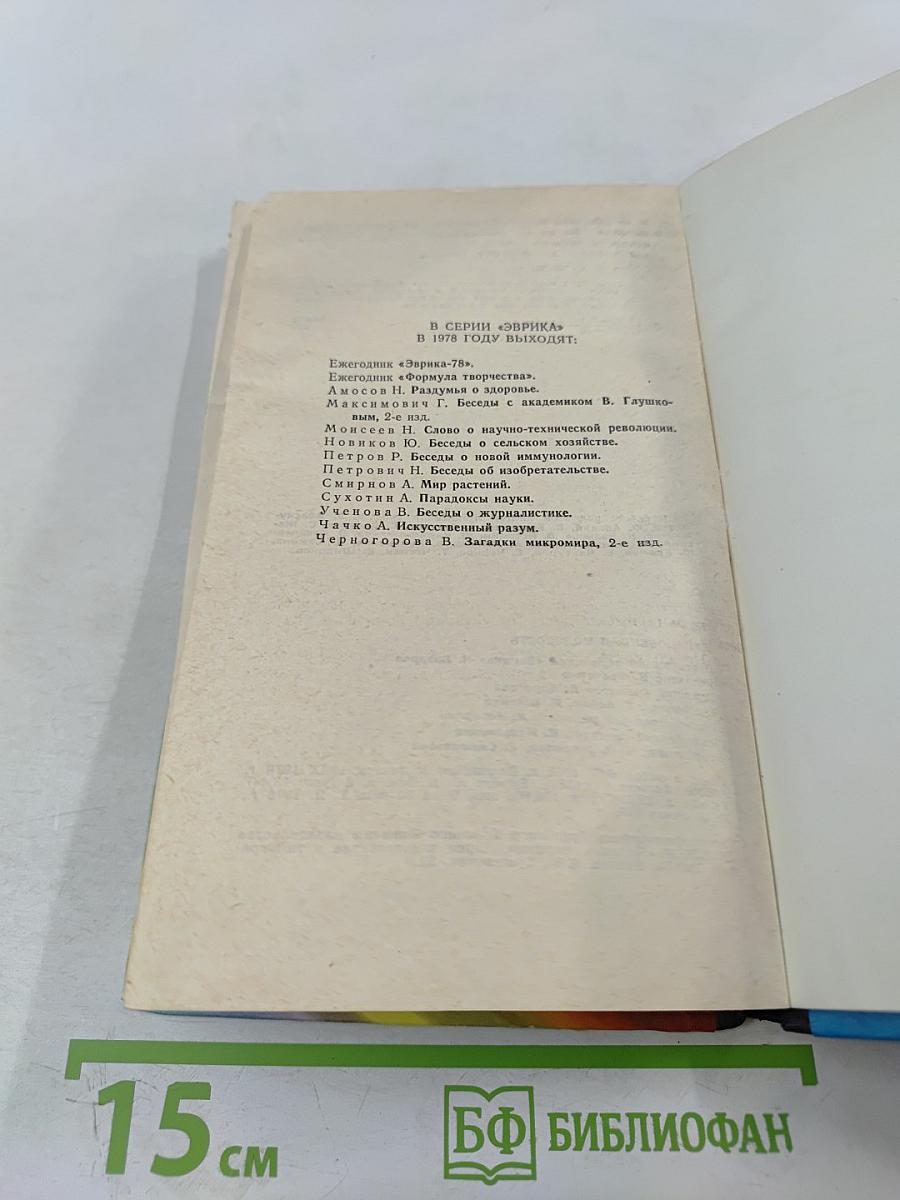 В СЕРИИ «ЭВРИКА»
В 1978 ГОДУ ВЫХОДЯТ:
Ежегодник «Эврика-78».
Ежегодник «Формула творчества».
Амосов Н. Раздумья о здоровье.
Максимович Г. Беседы с академиком В. Глушко-
вым, 2-е изд.
Моисеев Н. Слово о научно-технической революции.
Новиков Ю. Беседы о сельском хозяйстве.
Петров Р. Беседы о новой иммунологии.
Петрович Н. Беседы об изобретательстве.
Смирнов А. Мир растений.
Сухотин А. Парадоксы науки.
Ученова В. Беседы о журналистике.
Чачко А. Искусственный разум.
Черногорова В. Загадки микромира, 2-е изд.
15 см
БФ БИБЛИОФАН